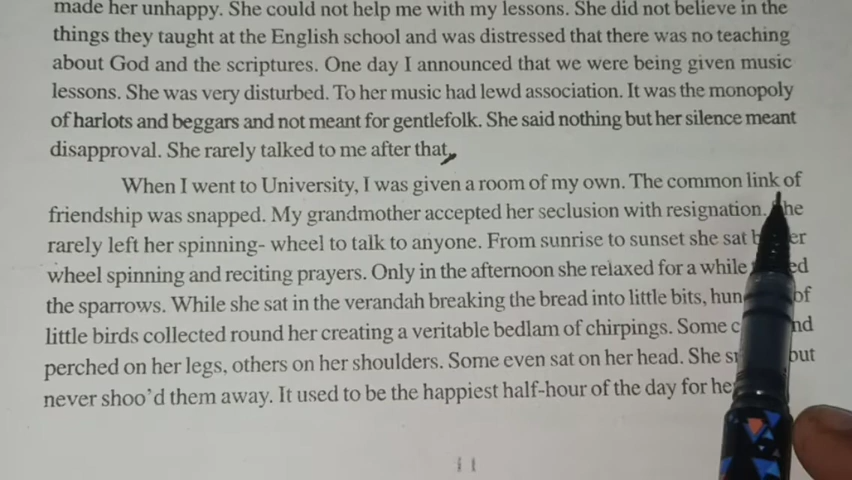 made her unhappy. She could not help me with my lessons. She did not believe in the
things they taught at the English school and was distressed that there was no teaching
about God and the scriptures. One day I announced that we were being given music
lessons. She was very disturbed. To her music had lewd association. It was the monopoly
of harlots and beggars and not meant for gentlefolk. She said nothing but her silence meant
disapproval. She rarely talked to me after that.
When I went to University, I was given a room of my own. The common link of
friendship was snapped. My grandmother accepted her seclusion with resignation.
rarely left her spinning- wheel to talk to anyone. From sunrise to sunset she sat
wheel spinning and reciting prayers. Only in the afternoon she relaxed for a while
the sparrows. While she sat in the verandah breaking the bread into little bits, of
little birds collected round her creating a veritable bedlam of chirpings. Some
perched on her legs, others on her shoulders. Some even sat on her head. She but
never shoo'd them away. It used to be the happiest half-hour of the day for
11